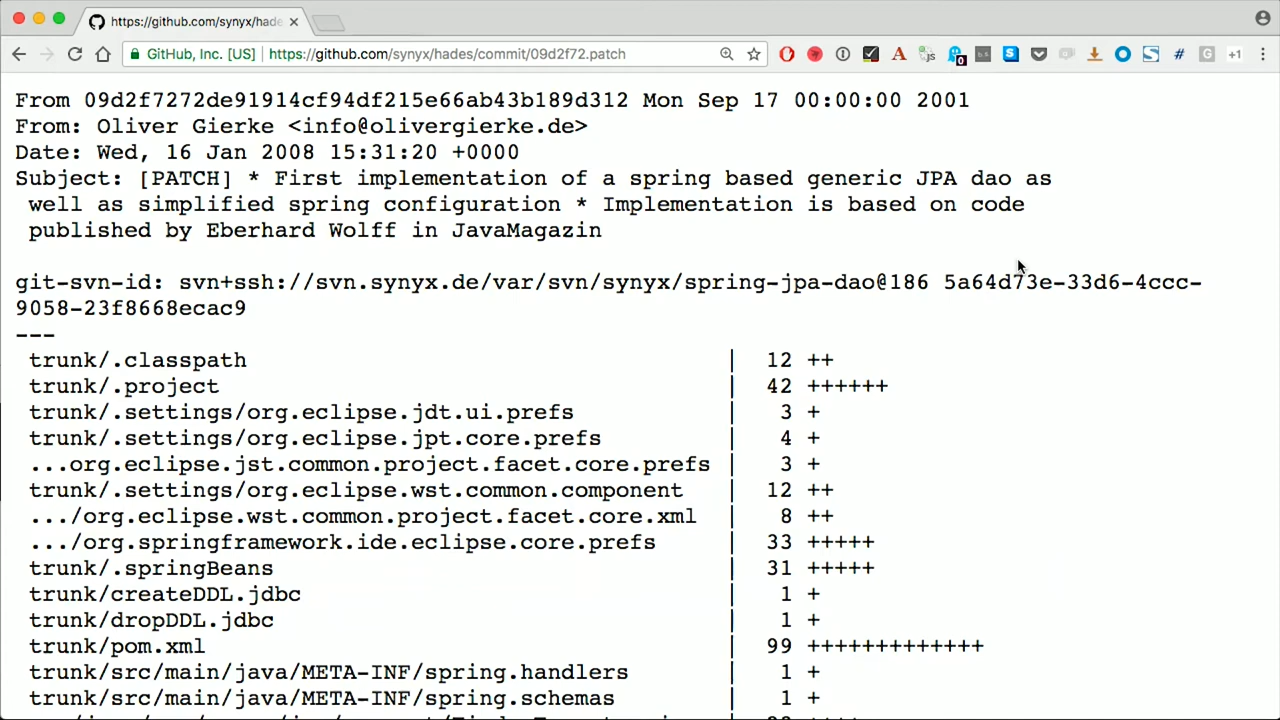 https://github.com/synyx/hade
GitHub, Inc. [US] | https://github.com/synyx/hades/commit/09d2f72.patch
From 09d2f7272de91914cf94df215e66ab43b189d312 Mon Sep 17 00:00:00 2001
From: Oliver Gierke <info@olivergierke.de>
Date: Wed, 16 Jan 2008 15:31:20 +0000
Subject: [PATCH] * First implementation of a spring based generic JPA dao as
well as simplified spring configuration * Implementation is based on code
published by Eberhard Wolff in JavaMagazin
git-svn-id: svn+ssh://svn.synyx.de/var/svn/synyx/spring-jpa-dao@186 5a64d73e-33d6-4ccc-
9058-23f8668ecac9
---
trunk/.classpath | 12 ++
trunk/.project | 42 ++++++
trunk/.settings/org.eclipse.jdt.ui.prefs | 3 +
trunk/.settings/org.eclipse.jpt.core.prefs | 4 +
...org.eclipse.jst.common.project.facet.core.prefs | 3 +
trunk/.settings/org.eclipse.wst.common.component | 12 ++
.../org.eclipse.wst.common.project.facet.core.xml | 8 ++
.../org.springframework.ide.eclipse.core.prefs | 33 +++++
trunk/.springBeans | 31 +++++
trunk/createDDL.jdbc | 1 +
trunk/dropDDL.jdbc | 1 +
trunk/pom.xml | 99 +++++++++++++
trunk/src/main/java/META-INF/spring.handlers | 1 +
trunk/src/main/java/META-INF/spring.schemas | 1 +